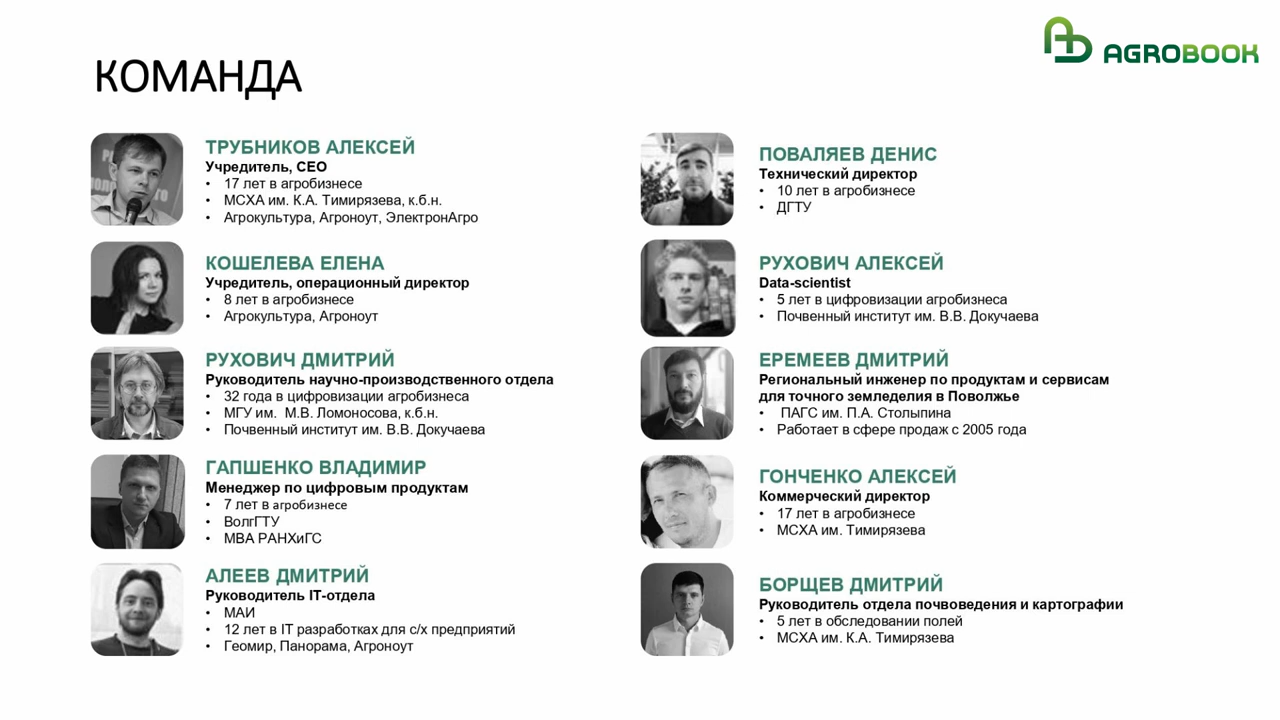 AGROBOOK
КОМАНДА
ТРУБНИКОВ АЛЕКСЕЙ
Учредитель, CEO
• 17 лет в агробизнесе
• МСХА им. К.А. Тимирязева, к.б.н.
• Агрокультура, Агроноут, ЭлектронАгро
КОШЕЛЕВА ЕЛЕНА
Учредитель, операционный директор
• 8 лет в агробизнесе
• Агрокультура, Агроноут
РУХОВИЧ ДМИТРИЙ
Руководитель научно-производственного отдела
• 32 года в цифровизации агробизнеса
• МГУ им. М.В. Ломоносова, к.б.н.
• Почвенный институт им. В.В. Докучаева
ГАПШЕНКО ВЛАДИМИР
Менеджер по цифровым продуктам
• 7 лет в агробизнесе
• ВолгГТУ
• МВА РАНХиГС
АЛЕЕВ ДМИТРИЙ
Руководитель IT-отдела
• МАИ
• 12 лет в IT разработках для с/х предприятий
• Геомир, Панорама, Агроноут
ПОВАЛЯЕВ ДЕНИС
Технический директор
• 10 лет в агробизнесе
• ДГТУ
РУХОВИЧ АЛЕКСЕЙ
Data-scientist
• 5 лет в цифровизации агробизнеса
• Почвенный институт им. В.В. Докучаева
ЕРЕМЕЕВ ДМИТРИЙ
Региональный инженер по продуктам и сервисам
для точного земледелия в Поволжье
• ПАГС им. П.А. Столыпина
• Работает в сфере продаж с 2005 года
ГОНЧЕНКО АЛЕКСЕЙ
Коммерческий директор
• 17 лет в агробизнесе
• МСХА им. Тимирязева
БОРЩЕВ ДМИТРИЙ
Руководитель отдела почвоведения и картографии
• 5 лет в обследовании полей
• МСХА им. К.А. Тимирязева